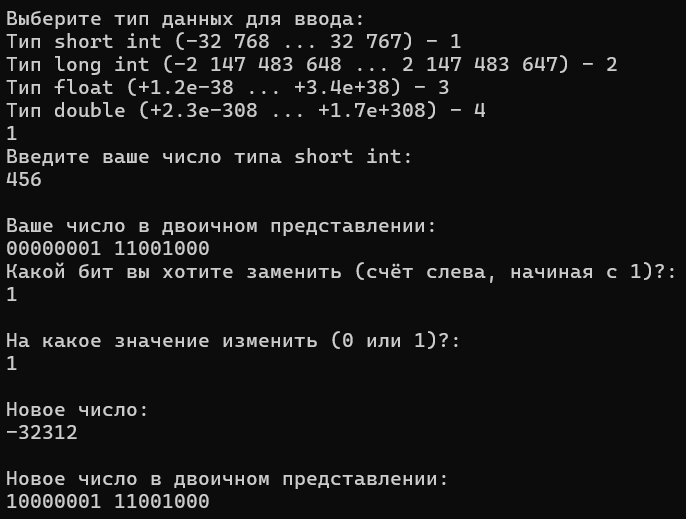 Выберите тип данных для ввода:
Тип short int (-32 768 ... 32 767) - 1
Тип long int (-2 147 483 648 ... 2 147 483 647) - 2
Тип float (+1.2e-38 ... +3.4e+38) - 3
Тип double (+2.3e-308 ... +1.7e+308) - 4
1
Введите ваше число типа short int:
456
Ваше число в двоичном представлении:
00000001 11001000
Какой бит вы хотите заменить (счёт слева, начиная с 1)?:
1
На какое значение изменить (0 или 1)?:
1
Новое число:
-32312
Новое число в двоичном представлении:
10000001 11001000